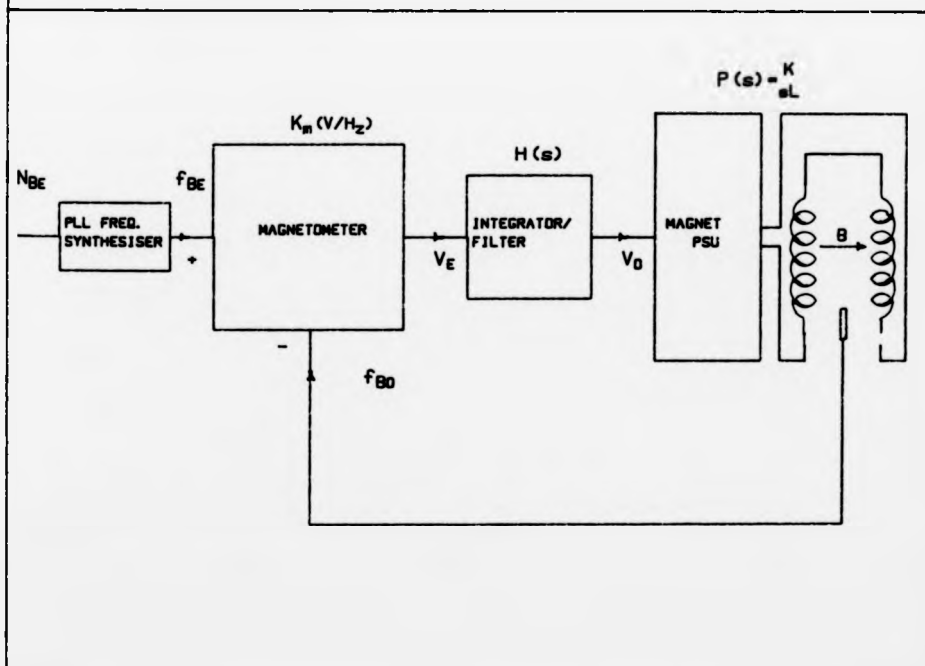 P(s) = K
sL
K_m (V/H_Z)
H(s)
N_BE
f_BE
PLL FREQ.
SYNTHESISER
+
MAGNETOMETER
V_E
INTEGRATOR/
FILTER
V_O
MAGNET
PSU
B
-
f_BO